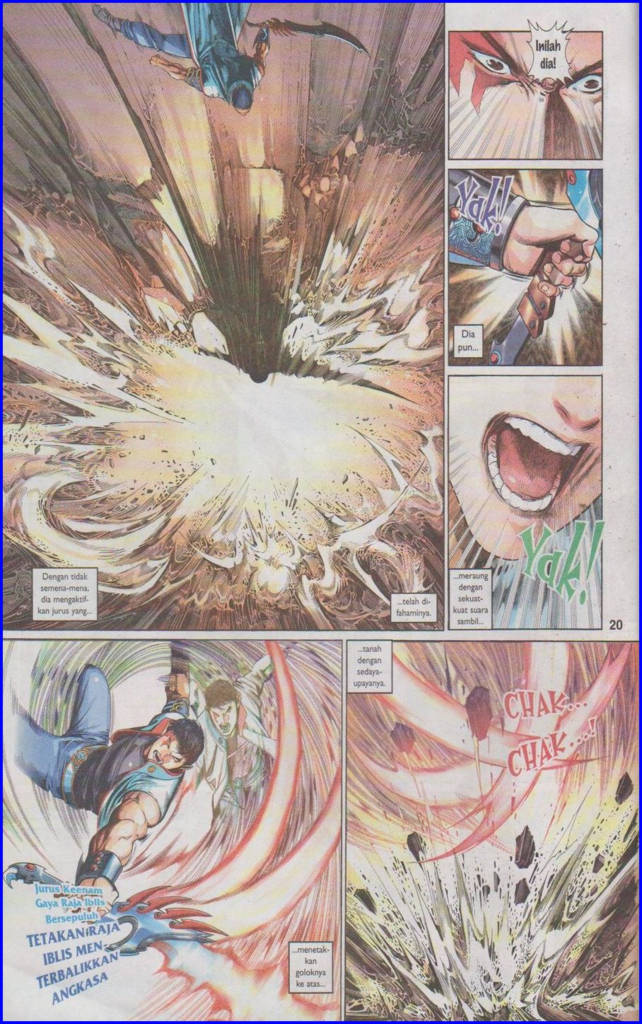 Inilah
dia!
Yak!
Dia
pun...
Yak!
...meraung
dengan
sekuat-
kuat suara
sambil...
20
Dengan tidak
semena-mena,
dia mengaktif-
kan jurus yang...
...telah di-
fahaminya.
Jurus Keenam
Gaya Raja Iblis
Bersepuluh
TETAKAN RAJA
IBLIS MEN-
TERBALIKKAN
ANGKASA
...menetak-
kan
goloknya
ke atas...
...tanah
dengan
sedaya-
upayanya.
CHAK...
CHAK...!